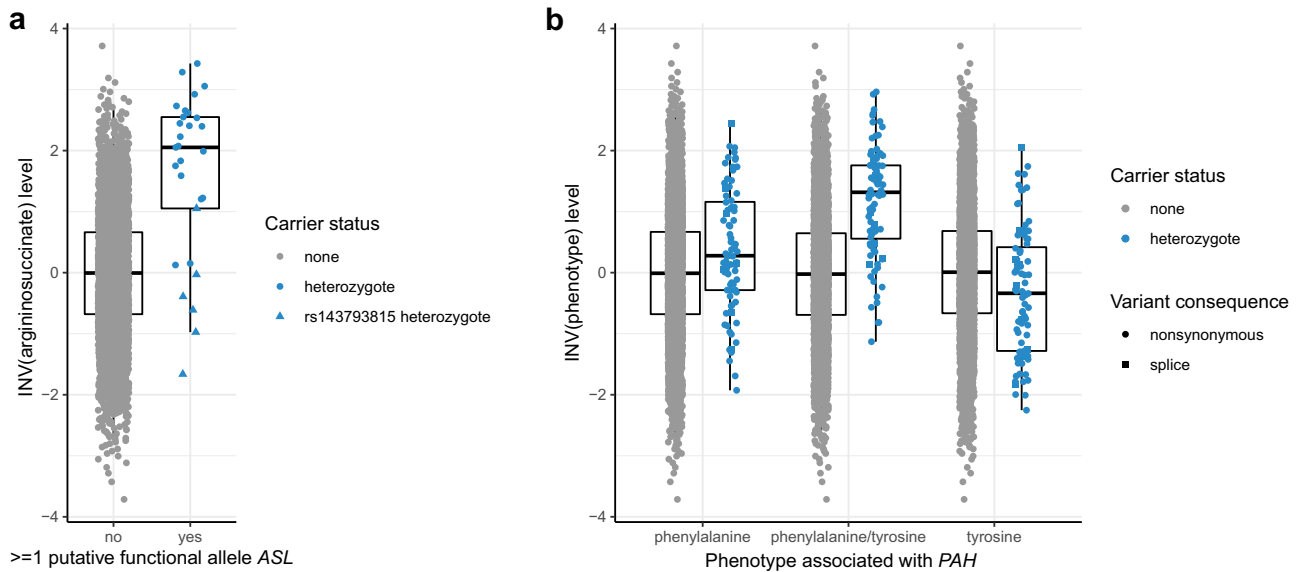 a
INV(argininosuccinate) level
4
2
0
−2
−4
no yes
>=1 putative functional allele ASL
Carrier status
none
heterozygote
rs143793815 heterozygote
b
INV(phenotype) level
4
2
0
−2
−4
phenylalanine phenylalanine/tyrosine tyrosine
Phenotype associated with PAH
Carrier status
none
heterozygote
Variant consequence
nonsynonymous
splice